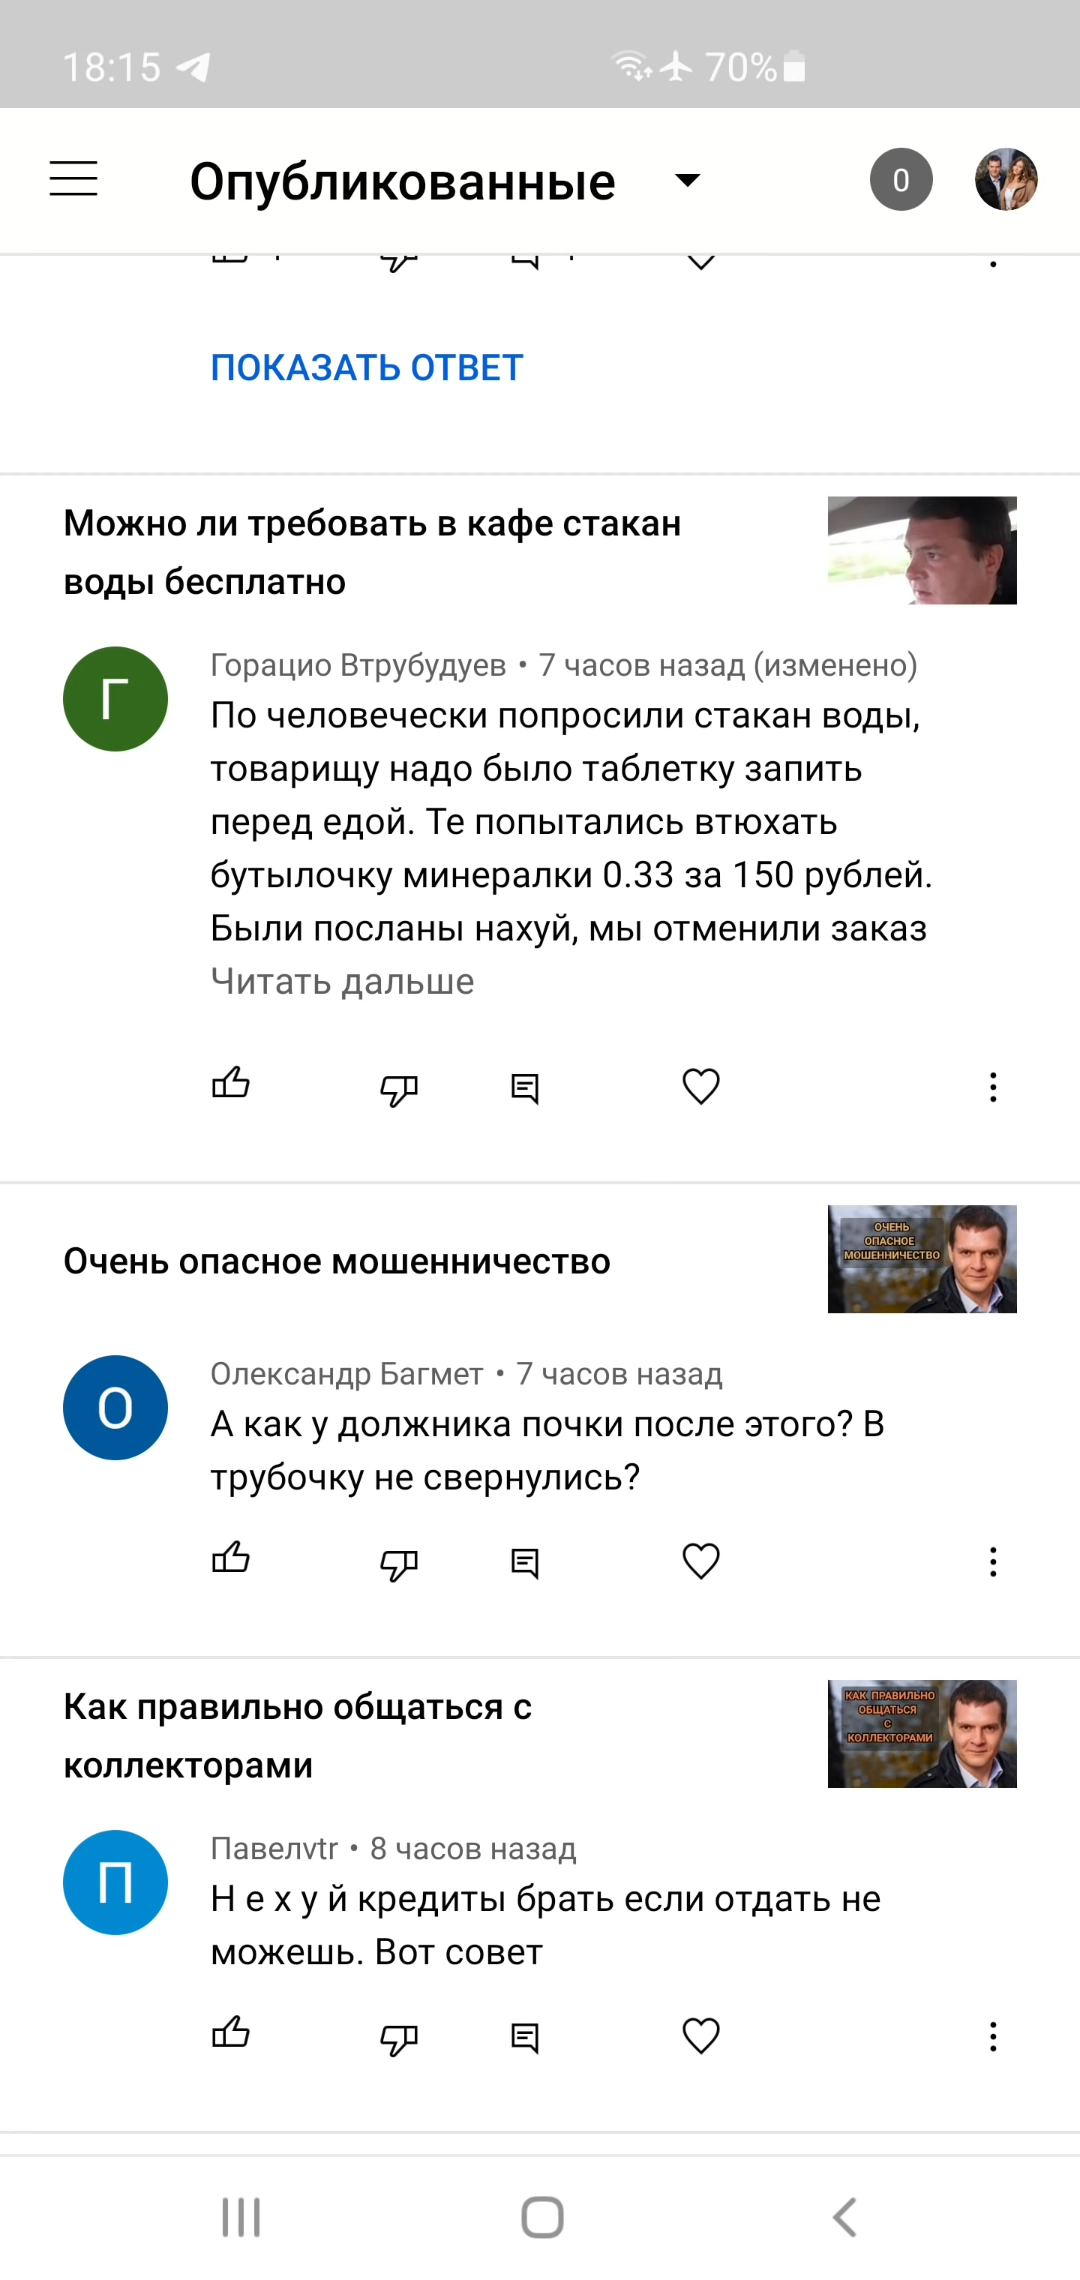 18:15
70%
Опубликованные
0
ПОКАЗАТЬ ОТВЕТ
Можно ли требовать в кафе стакан
воды бесплатно
Г
Горацио Втрубудуев • 7 часов назад (изменено)
По человечески попросили стакан воды,
товарищу надо было таблетку запить
перед едой. Те попытались втюхать
бутылочку минералки 0.33 за 150 рублей.
Были посланы нахуй, мы отменили заказ
Читать дальше
Очень опасное мошенничество
ОЧЕНЬ
ОПАСНОЕ
МОШЕННИЧЕСТВО
О
Олександр Багмет • 7 часов назад
А как у должника почки после этого? В
трубочку не свернулись?
Как правильно общаться с
коллекторами
КАК ПРАВИЛЬНО
ОБЩАТЬСЯ
С
КОЛЛЕКТОРАМИ
П
Павелvtr • 8 часов назад
Н е х у й кредиты брать если отдать не
можешь. Вот совет